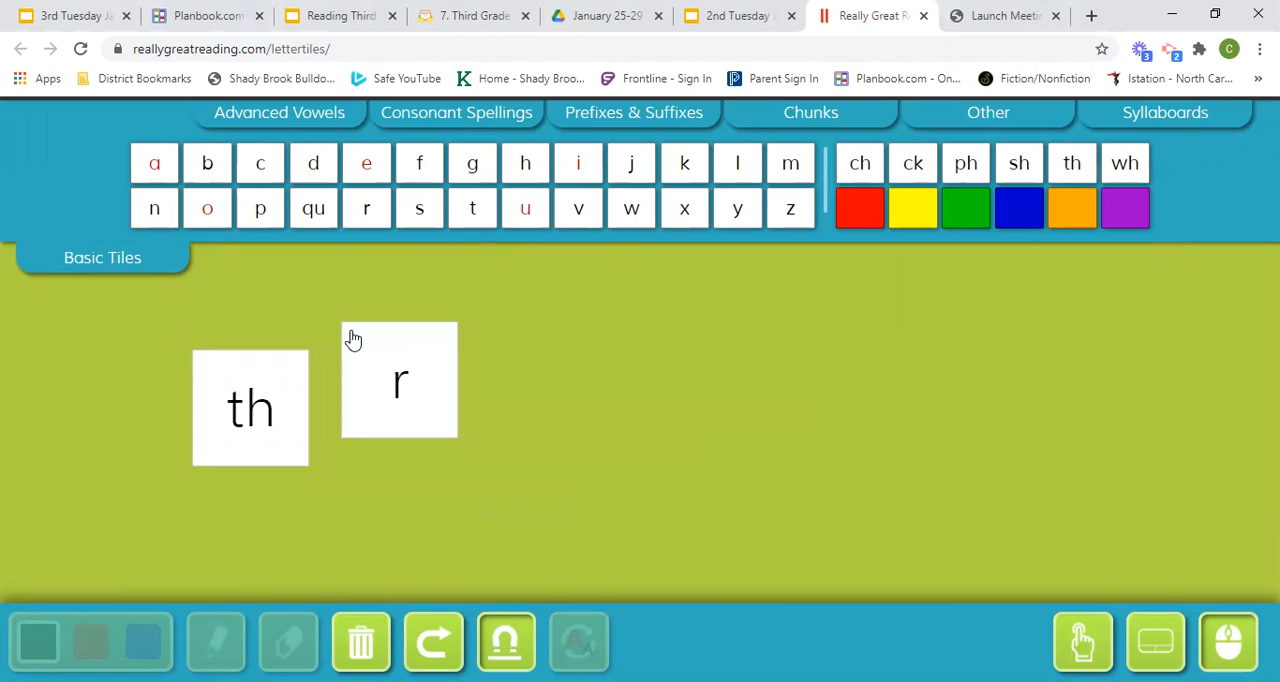 3rd Tuesday Ja
Planbook.com
Reading Third
7. Third Grade
January 25-29
2nd Tuesday J
Really Great R
Launch Meetin
reallygreatreading.com/lettertiles/
Apps
District Bookmarks
Shady Brook Bulldo...
Safe YouTube
Home - Shady Broo...
Frontline - Sign In
Parent Sign In
Planbook.com - On...
Fiction/Nonfiction
Istation - North Car...
»
3
2
C
Advanced Vowels
Consonant Spellings
Prefixes & Suffixes
Chunks
Other
Syllaboards
a b c d e f g h i j k l m ch ck ph sh th wh
n o p qu r s t u v w x y z
Basic Tiles
th
r